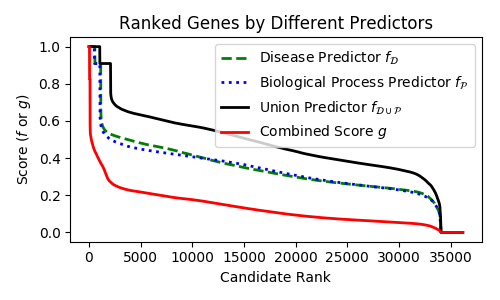 Ranked Genes by Different Predictors
Score (f or g)
1.0
0.8
0.6
0.4
0.2
0.0
Disease Predictor f_𝒟
Biological Process Predictor f_𝒫
Union Predictor f_𝒟∪𝒫
Combined Score g
0 5000 10000 15000 20000 25000 30000 35000
Candidate Rank